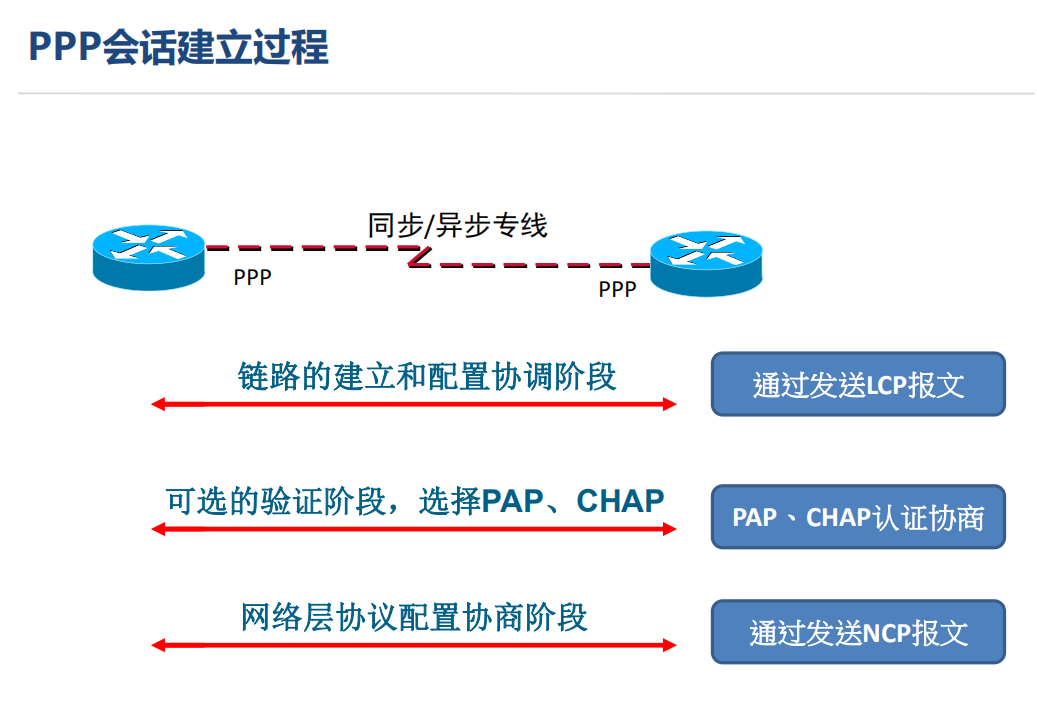 PPP会话建立过程
同步/异步专线
PPP
PPP
链路的建立和配置协调阶段
通过发送LCP报文
可选的验证阶段，选择PAP、CHAP
PAP、CHAP认证协商
网络层协议配置协商阶段
通过发送NCP报文